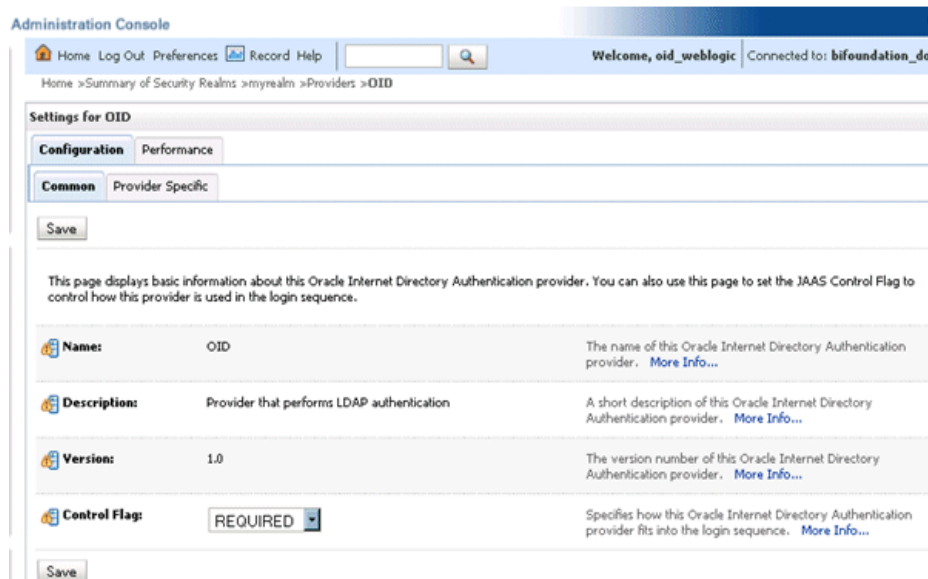 Administration Console
Home Log Out Preferences Record Help
Welcome, oid_weblogic Connected to: bifoundation_do
Home >Summary of Security Realms >myrealm >Providers >OID
Settings for OID
Configuration Performance
Common Provider Specific
Save
This page displays basic information about this Oracle Internet Directory Authentication provider. You can also use this page to set the JAAS Control Flag to
control how this provider is used in the login sequence.
Name: OID The name of this Oracle Internet Directory Authentication
provider. More Info...
Description: Provider that performs LDAP authentication A short description of this Oracle Internet Directory
Authentication provider. More Info...
Version: 1.0 The version number of this Oracle Internet Directory
Authentication provider. More Info...
Control Flag: REQUIRED Specifies how this Oracle Internet Directory Authentication
provider fits into the login sequence. More Info...
Save